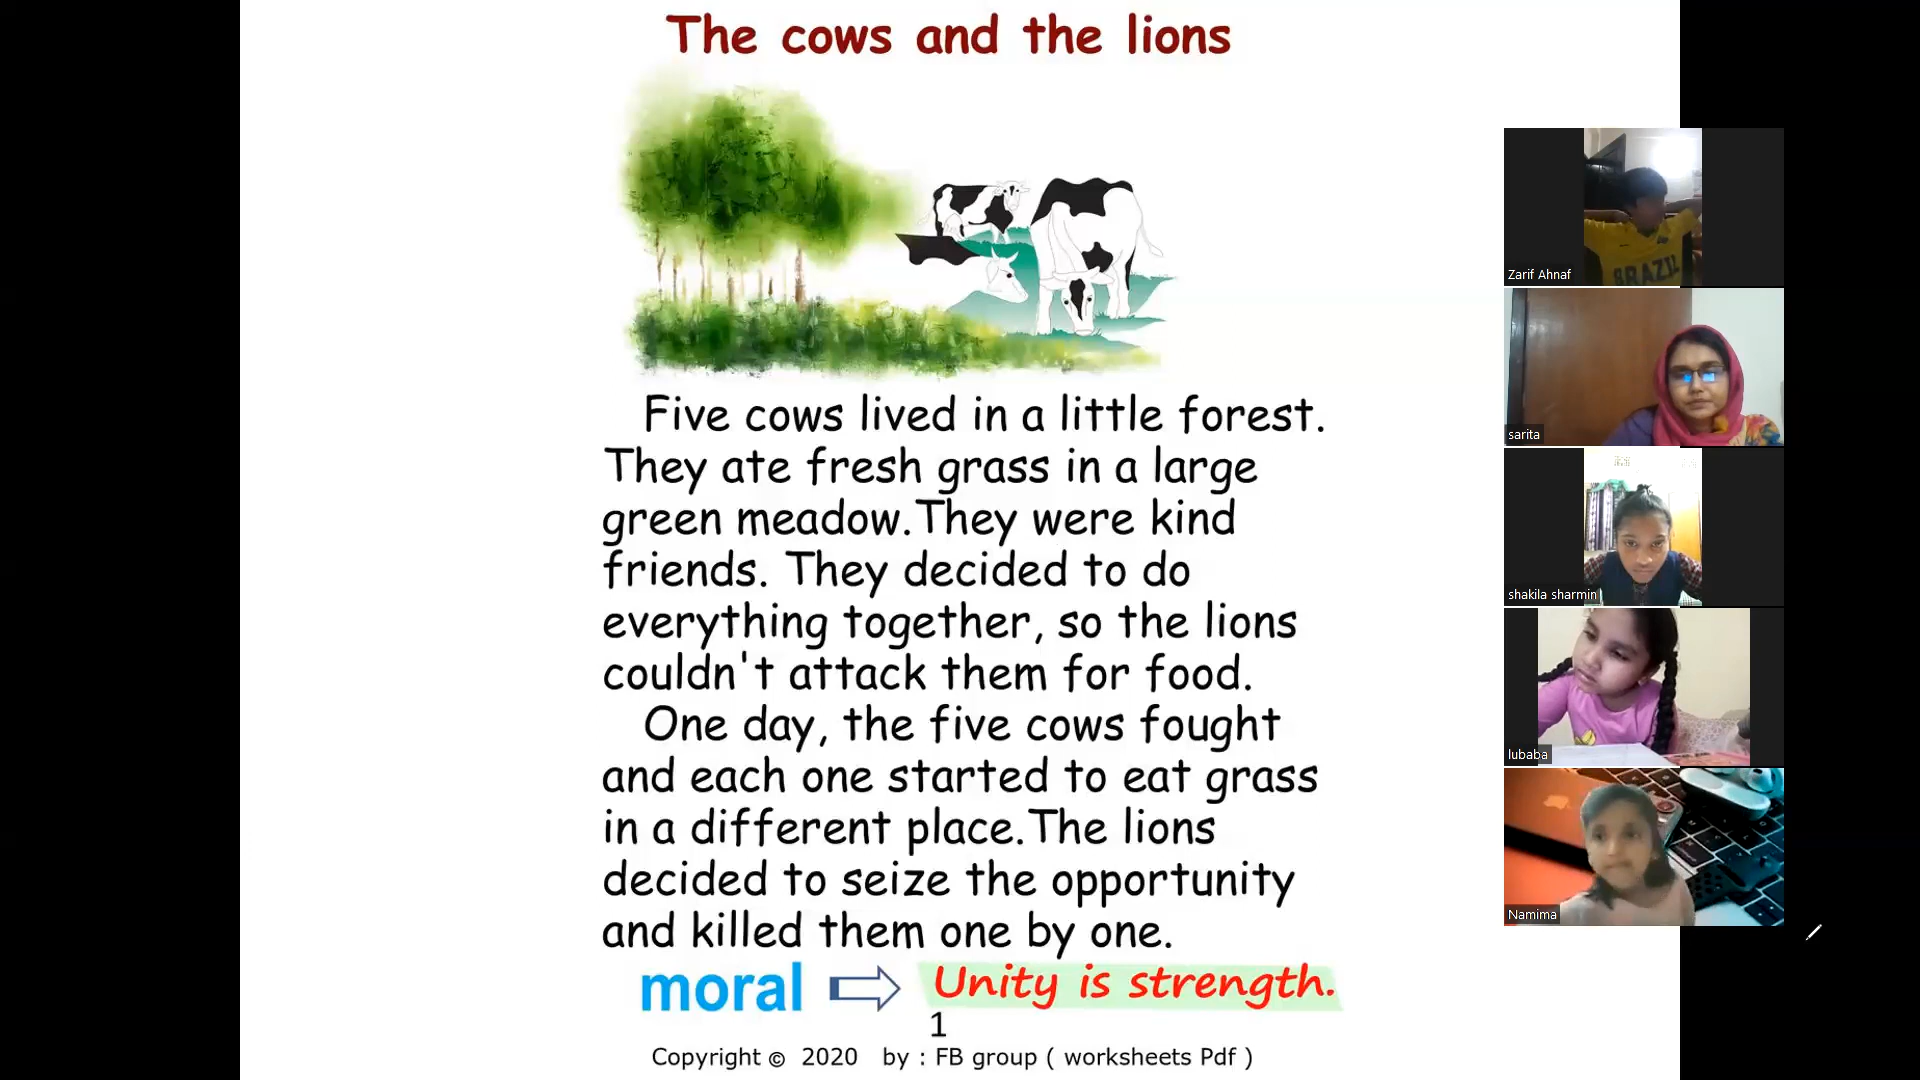 The cows and the lions
Five cows lived in a little forest.
They ate fresh grass in a large
green meadow.They were kind
friends. They decided to do
everything together, so the lions
couldn't attack them for food.
One day, the five cows fought
and each one started to eat grass
in a different place.The lions
decided to seize the opportunity
and killed them one by one.
moral Unity is strength.
1
Copyright © 2020 by : FB group ( worksheets Pdf )
Zarif Ahnaf
BRAZIL
sarita
shakila sharmin
lubaba
Namima